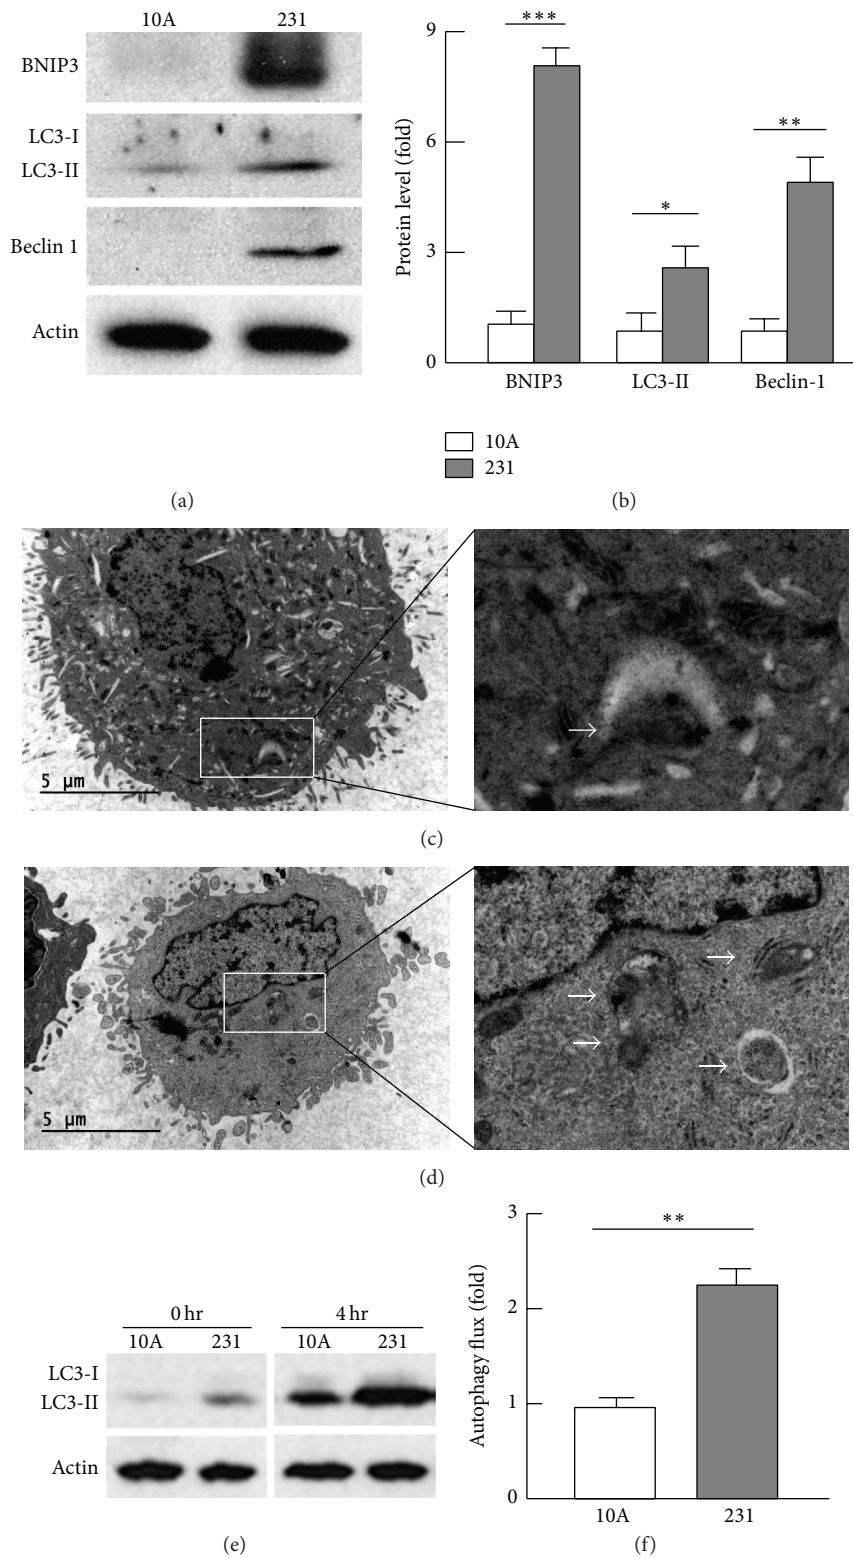 10A 231
BNIP3
LC3-I
LC3-II
Beclin 1
Actin
(a)
Protein level (fold)
9
6
3
0
***
*
**
BNIP3 LC3-II Beclin-1
10A
231
(b)
5 μm
(c)
5 μm
(d)
0 hr 4 hr
10A 231 10A 231
LC3-I
LC3-II
Actin
(e)
Autophagy flux (fold)
3
2
1
0
**
10A 231
(f)